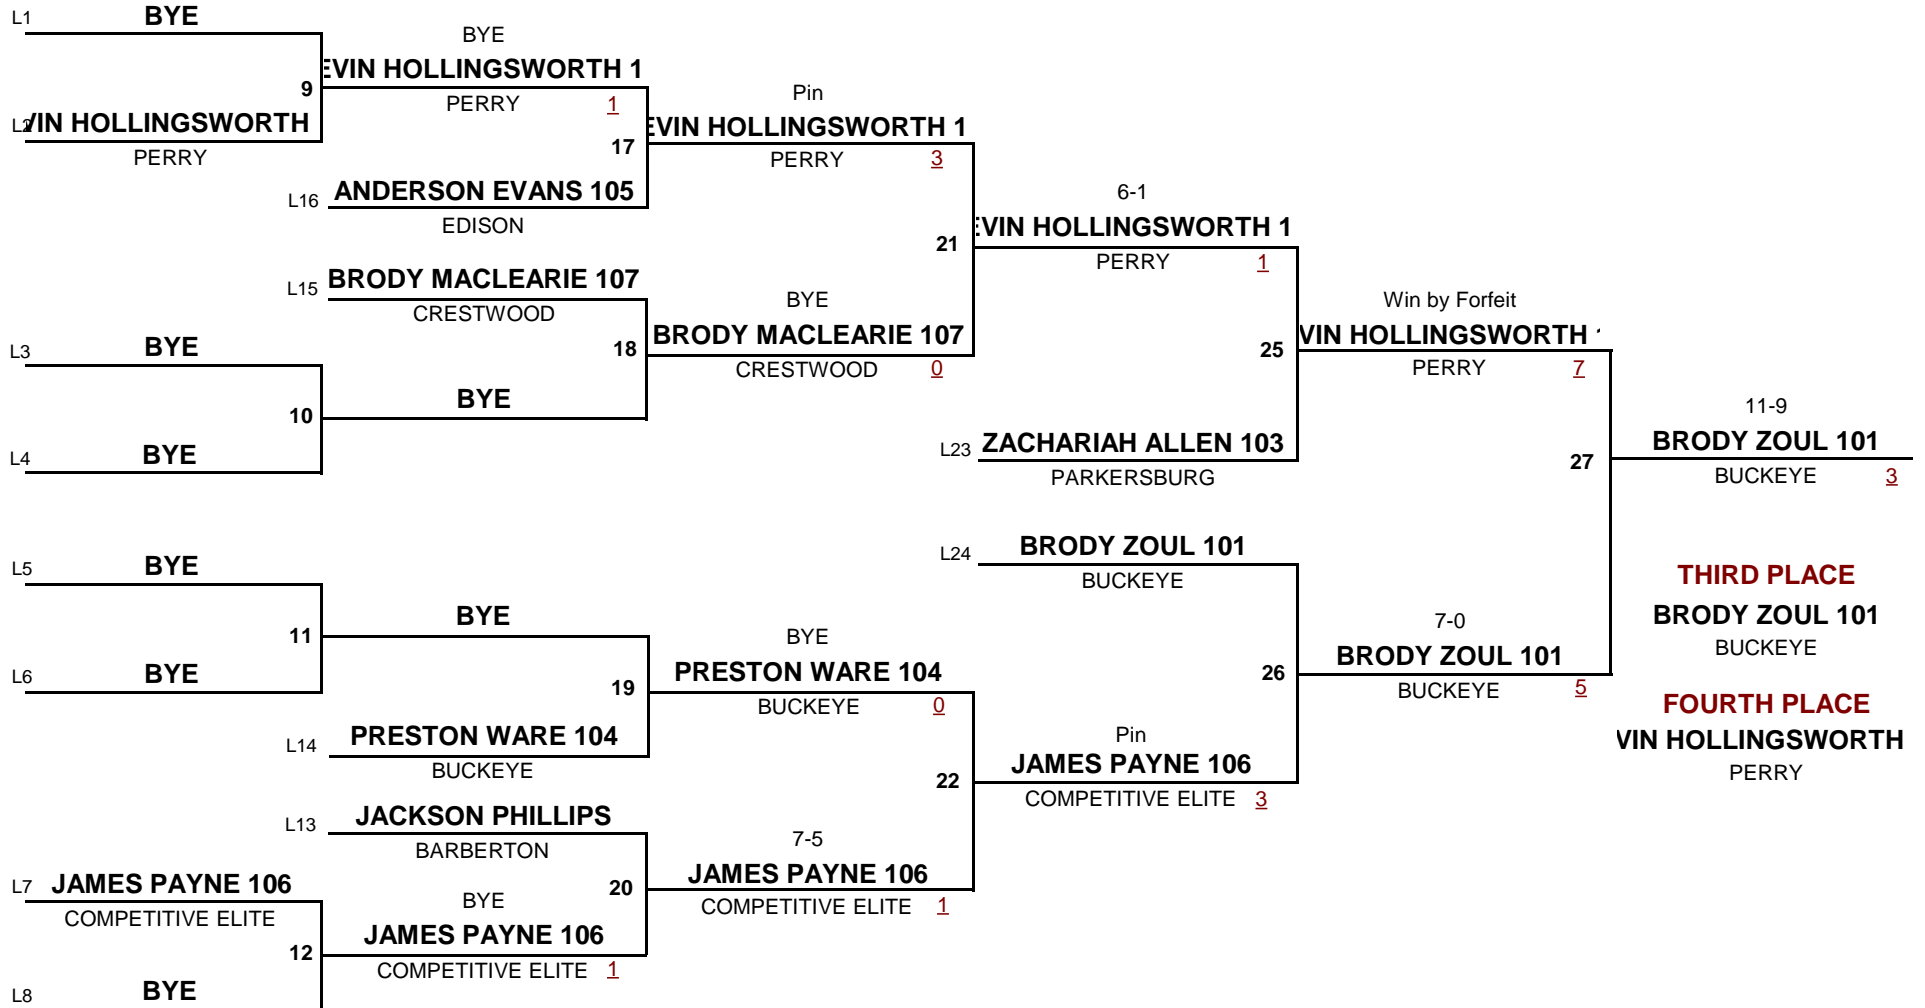 L1 BYE
BYE
EVIN HOLLINGSWORTH 1
9
PERRY 1
L2 VIN HOLLINGSWORTH
PERRY
Pin
EVIN HOLLINGSWORTH 1
17
PERRY 3
L16 ANDERSON EVANS 105
EDISON
6-1
EVIN HOLLINGSWORTH 1
21
PERRY 1
L15 BRODY MACLEARIE 107
CRESTWOOD
BYE
BRODY MACLEARIE 107
18
CRESTWOOD 0
L3 BYE
BYE
10
L4 BYE
Win by Forfeit
VIN HOLLINGSWORTH
25
PERRY 7
L23 ZACHARIAH ALLEN 103
PARKERSBURG
11-9
BRODY ZOUL 101
27
BUCKEYE 3
L5 BYE
BYE
11
L6 BYE
L24 BRODY ZOUL 101
BUCKEYE
THIRD PLACE
BRODY ZOUL 101
BUCKEYE
BYE
PRESTON WARE 104
19
BUCKEYE 0
7-0
BRODY ZOUL 101
26
BUCKEYE 5
FOURTH PLACE
VIN HOLLINGSWORTH
PERRY
L14 PRESTON WARE 104
BUCKEYE
Pin
JAMES PAYNE 106
22
COMPETITIVE ELITE 3
L13 JACKSON PHILLIPS
BARBERTON
7-5
JAMES PAYNE 106
20
COMPETITIVE ELITE 1
L7 JAMES PAYNE 106
COMPETITIVE ELITE
BYE
JAMES PAYNE 106
12
COMPETITIVE ELITE 1
L8 BYE